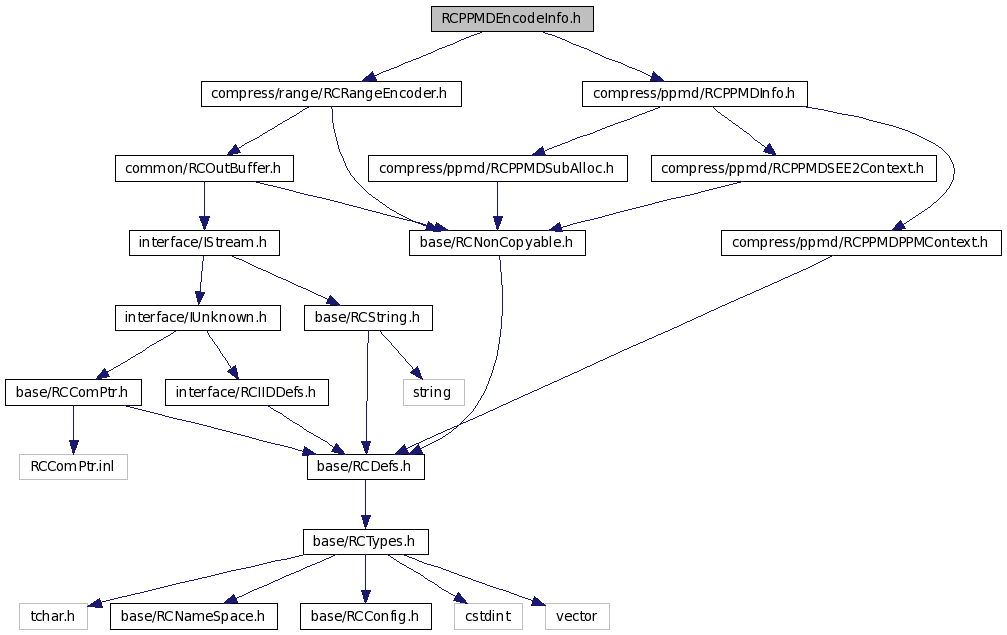 RCPPMDEncodeInfo.h
compress/range/RCRangeEncoder.h
compress/ppmd/RCPPMDInfo.h
common/RCOutBuffer.h
compress/ppmd/RCPPMDSubAlloc.h
compress/ppmd/RCPPMDSEE2Context.h
interface/IStream.h
base/RCNonCopyable.h
compress/ppmd/RCPPMDPPMContext.h
interface/IUnknown.h
base/RCString.h
base/RCComPtr.h
interface/RCIIDDefs.h
string
RCComPtr.inl
base/RCDefs.h
base/RCTypes.h
tchar.h
base/RCNameSpace.h
base/RCConfig.h
cstdint
vector